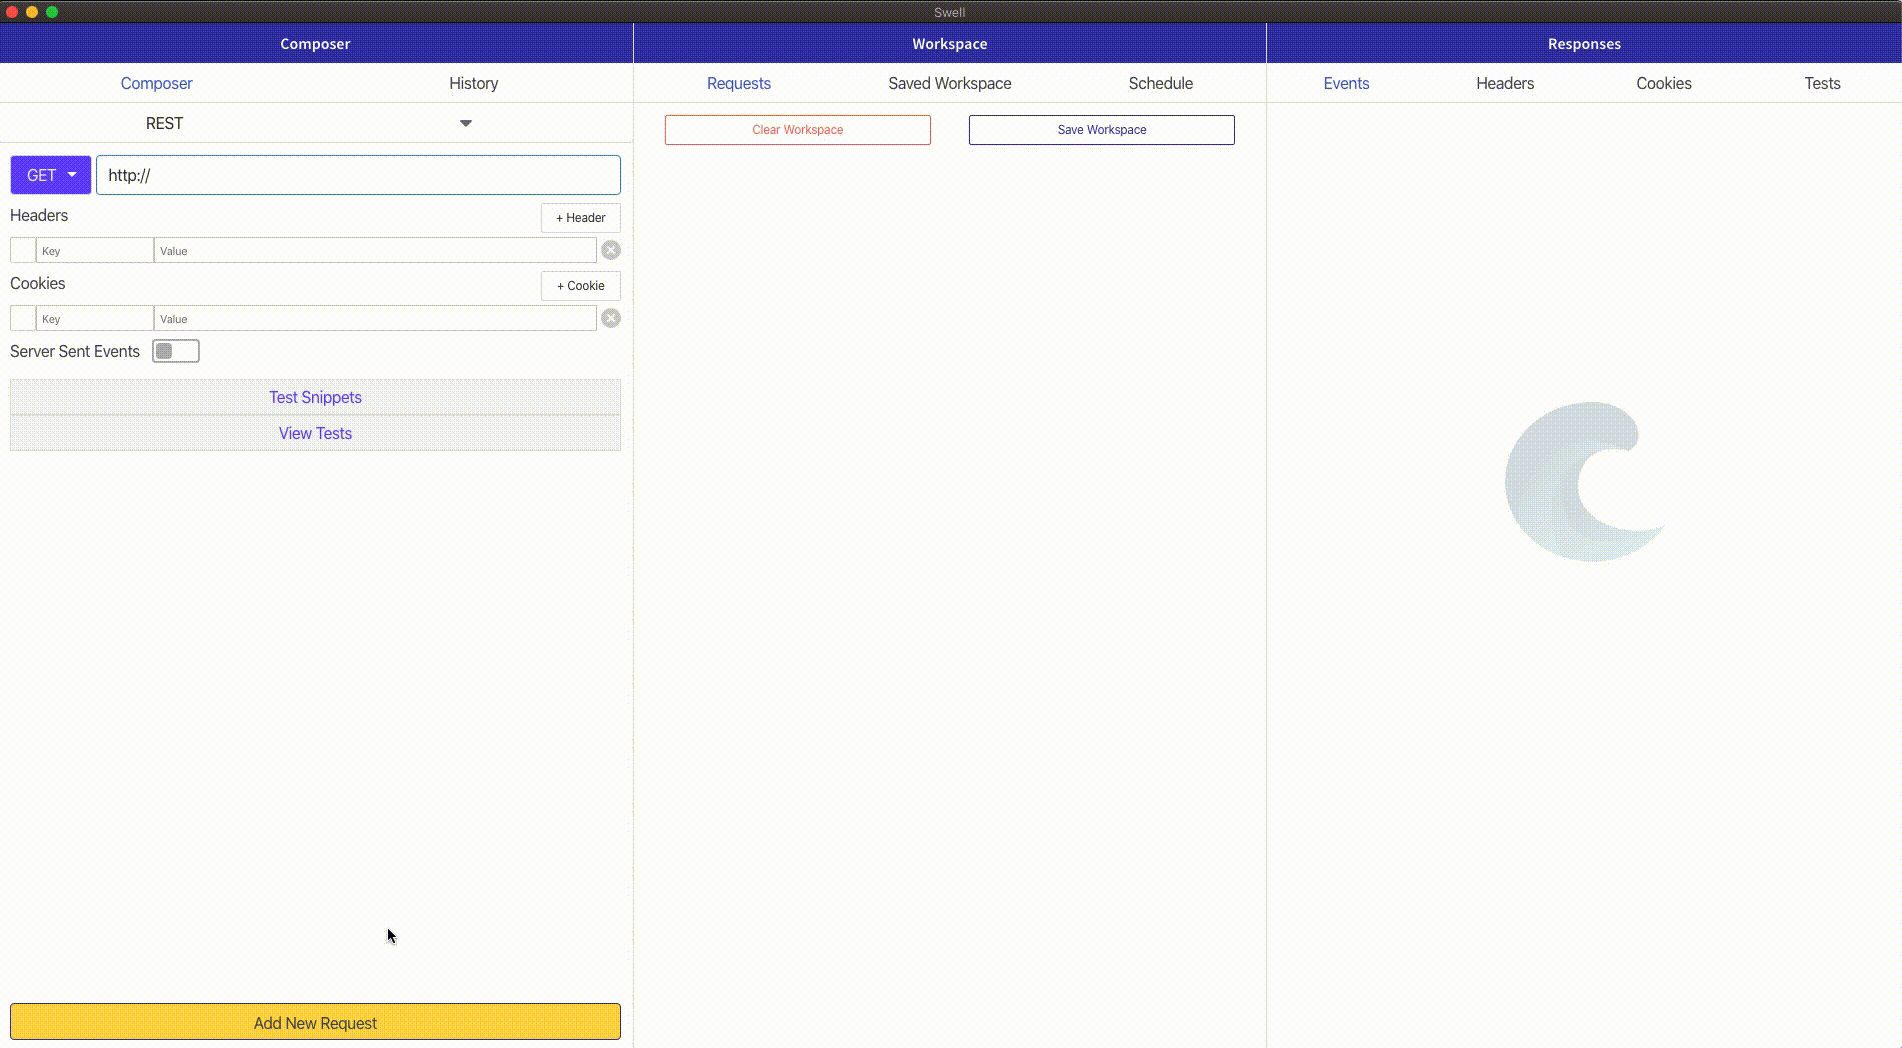 Swell
Composer Workspace Responses
Composer History Requests Saved Workspace Schedule Events Headers Cookies Tests
REST
Clear Workspace Save Workspace
GET http://
Headers + Header
Key Value
Cookies + Cookie
Key Value
Server Sent Events
Test Snippets
View Tests
Add New Request